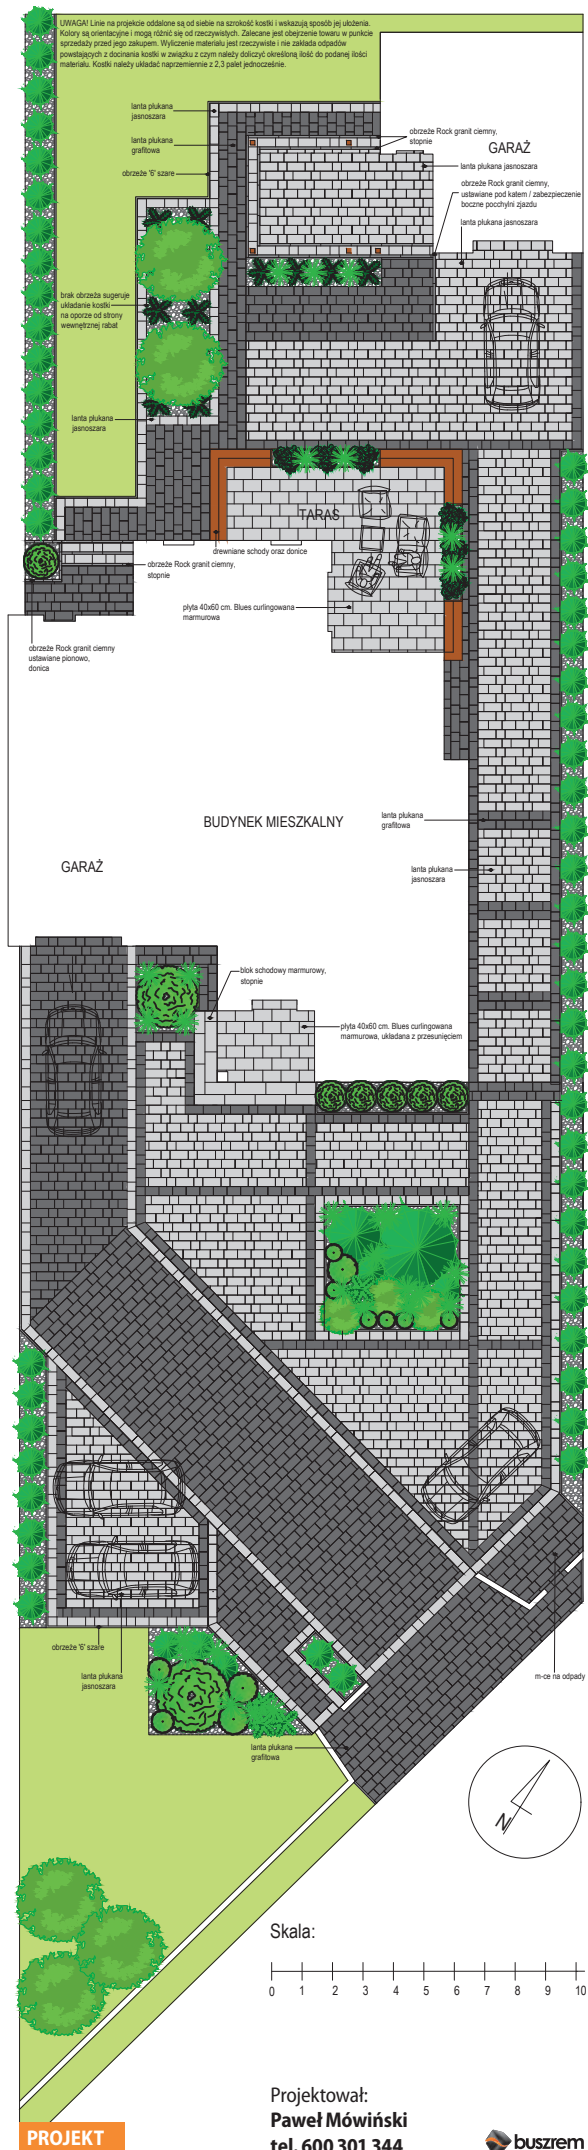 UWAGA! Linie na projekcie oddalone są od siebie na szrokość kostki i wskazują sposób jej ułożenia.
Kolory są orientacyjne i mogą różnić się od rzeczywistych. Zalecane jest obejrzenie towaru w punkcie
sprzedaży przed jego zakupem. Wyliczenie materiału jest rzeczywiste i nie zakłada odpadów
powstających z docinania kostki w związku z czym należy doliczyć określoną ilość do podanej ilości
materiału. Kostki należy układać naprzemiennie z 2,3 palet jednocześnie.
lanta płukana
jasnoszara
lanta płukana
grafitowa
obrzeże '6' szare
obrzeże Rock granit ciemny,
stopnie
GARAŻ
lanta płukana jasnoszara
obrzeże Rock granit ciemny,
ustawiane pod katem / zabezpieczenie
boczne pocchylni zjazdu
lanta płukana jasnoszara
brak obrzeża sugeruje
układanie kostki
na oporze od strony
wewnętrznej rabat
lanta płukana
jasnoszara
TARAS
drewniane schody oraz donice
obrzeże Rock granit ciemny,
stopnie
płyta 40x60 cm. Blues curlingowana
marmurowa
obrzeże Rock granit ciemny
ustawiane pionowo,
donica
BUDYNEK MIESZKALNY
lanta płukana
grafitowa
GARAŻ
lanta płukana
jasnoszara
blok schodowy marmurowy,
stopnie
płyta 40x60 cm. Blues curlingowana
marmurowa, układana z przesunięciem
obrzeże '6' szare
lanta płukana
jasnoszara
m-ce na odpady
lanta płukana
grafitowa
N
Skala:
0 1 2 3 4 5 6 7 8 9 10
Projektował:
Paweł Mówiński
tel. 600 301 344
PROJEKT
buszrem